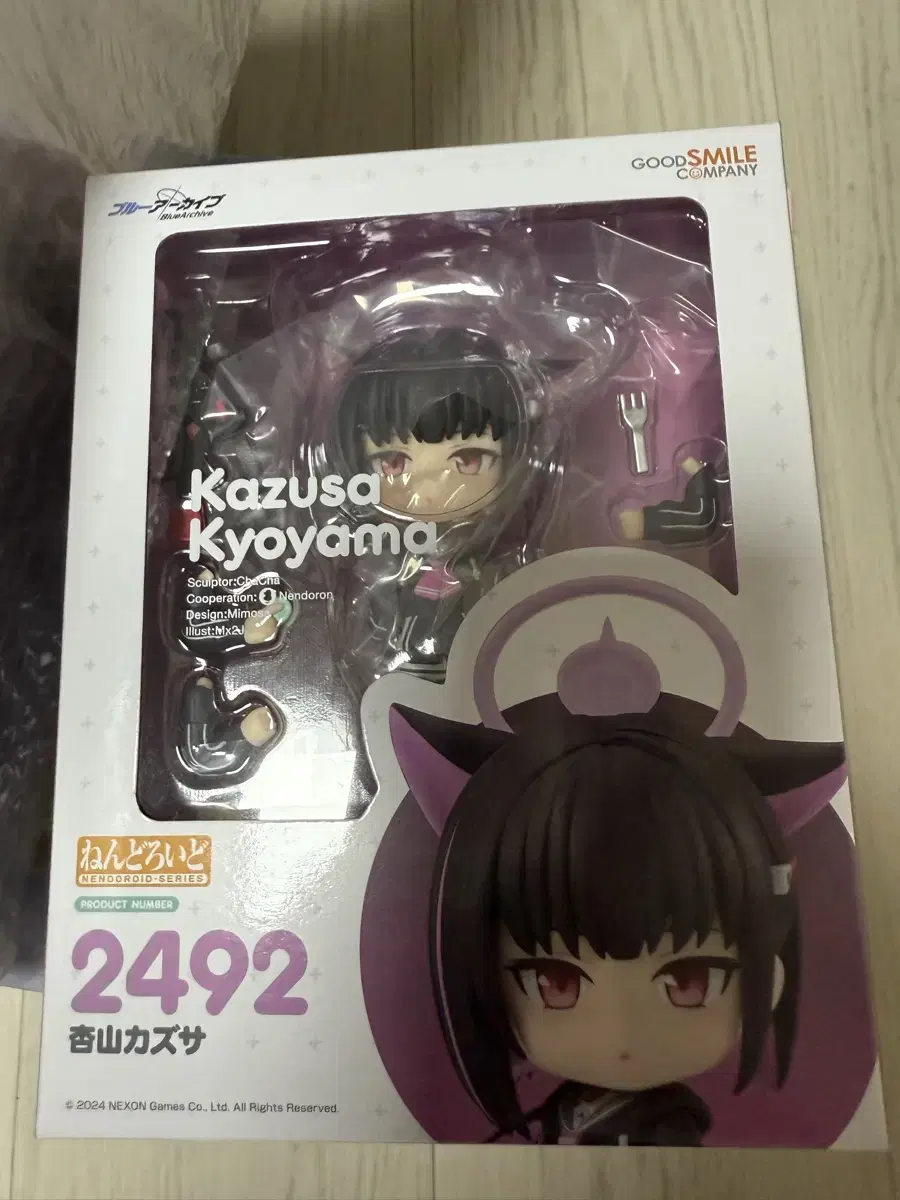 GOODSMILE
COMPANY
ブルーアーカイブ
BlueArchive
Kazusa
Kyoyama
Sculptor:ChaCha
Cooperation: Nendoron
Design:Mimosa
Illust:Mx2J
ねんどろいど
NENDOROID-SERIES
PRODUCT NUMBER
2492
杏山カズサ
© 2024 NEXON Games Co., Ltd. All Rights Reserved.